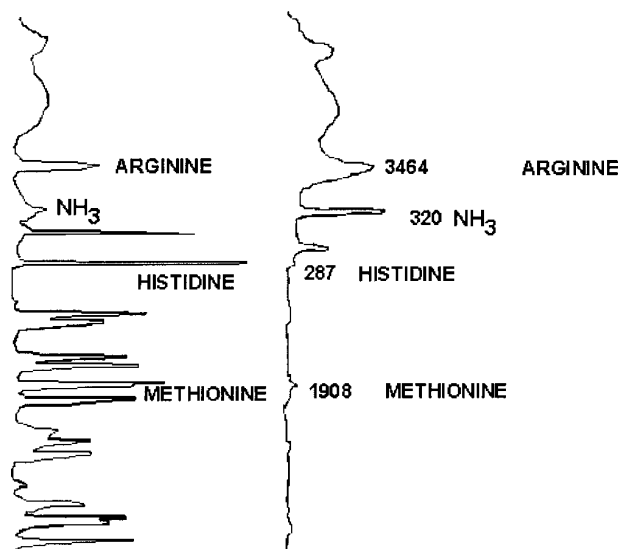 ARGININE
3464 ARGININE
NH3
320 NH3
HISTIDINE
287 HISTIDINE
METHIONINE
1908 METHIONINE